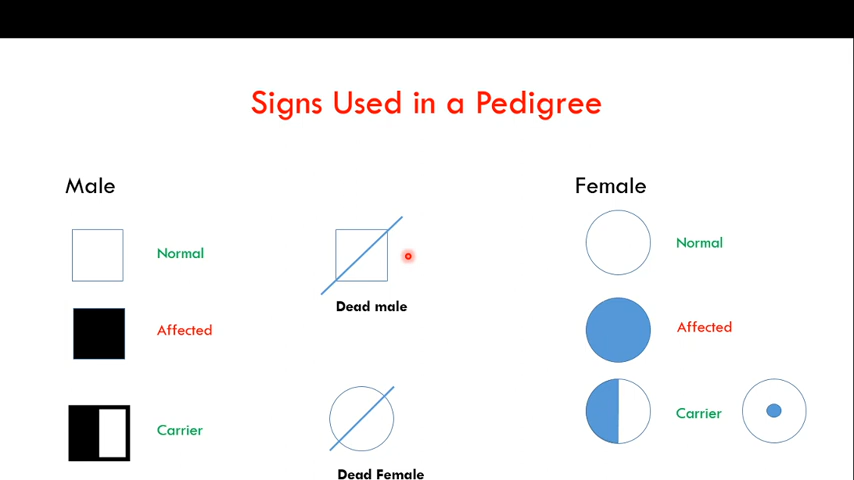 Signs Used in a Pedigree
Male
Normal
Affected
Carrier
Dead male
Dead Female
Female
Normal
Affected
Carrier